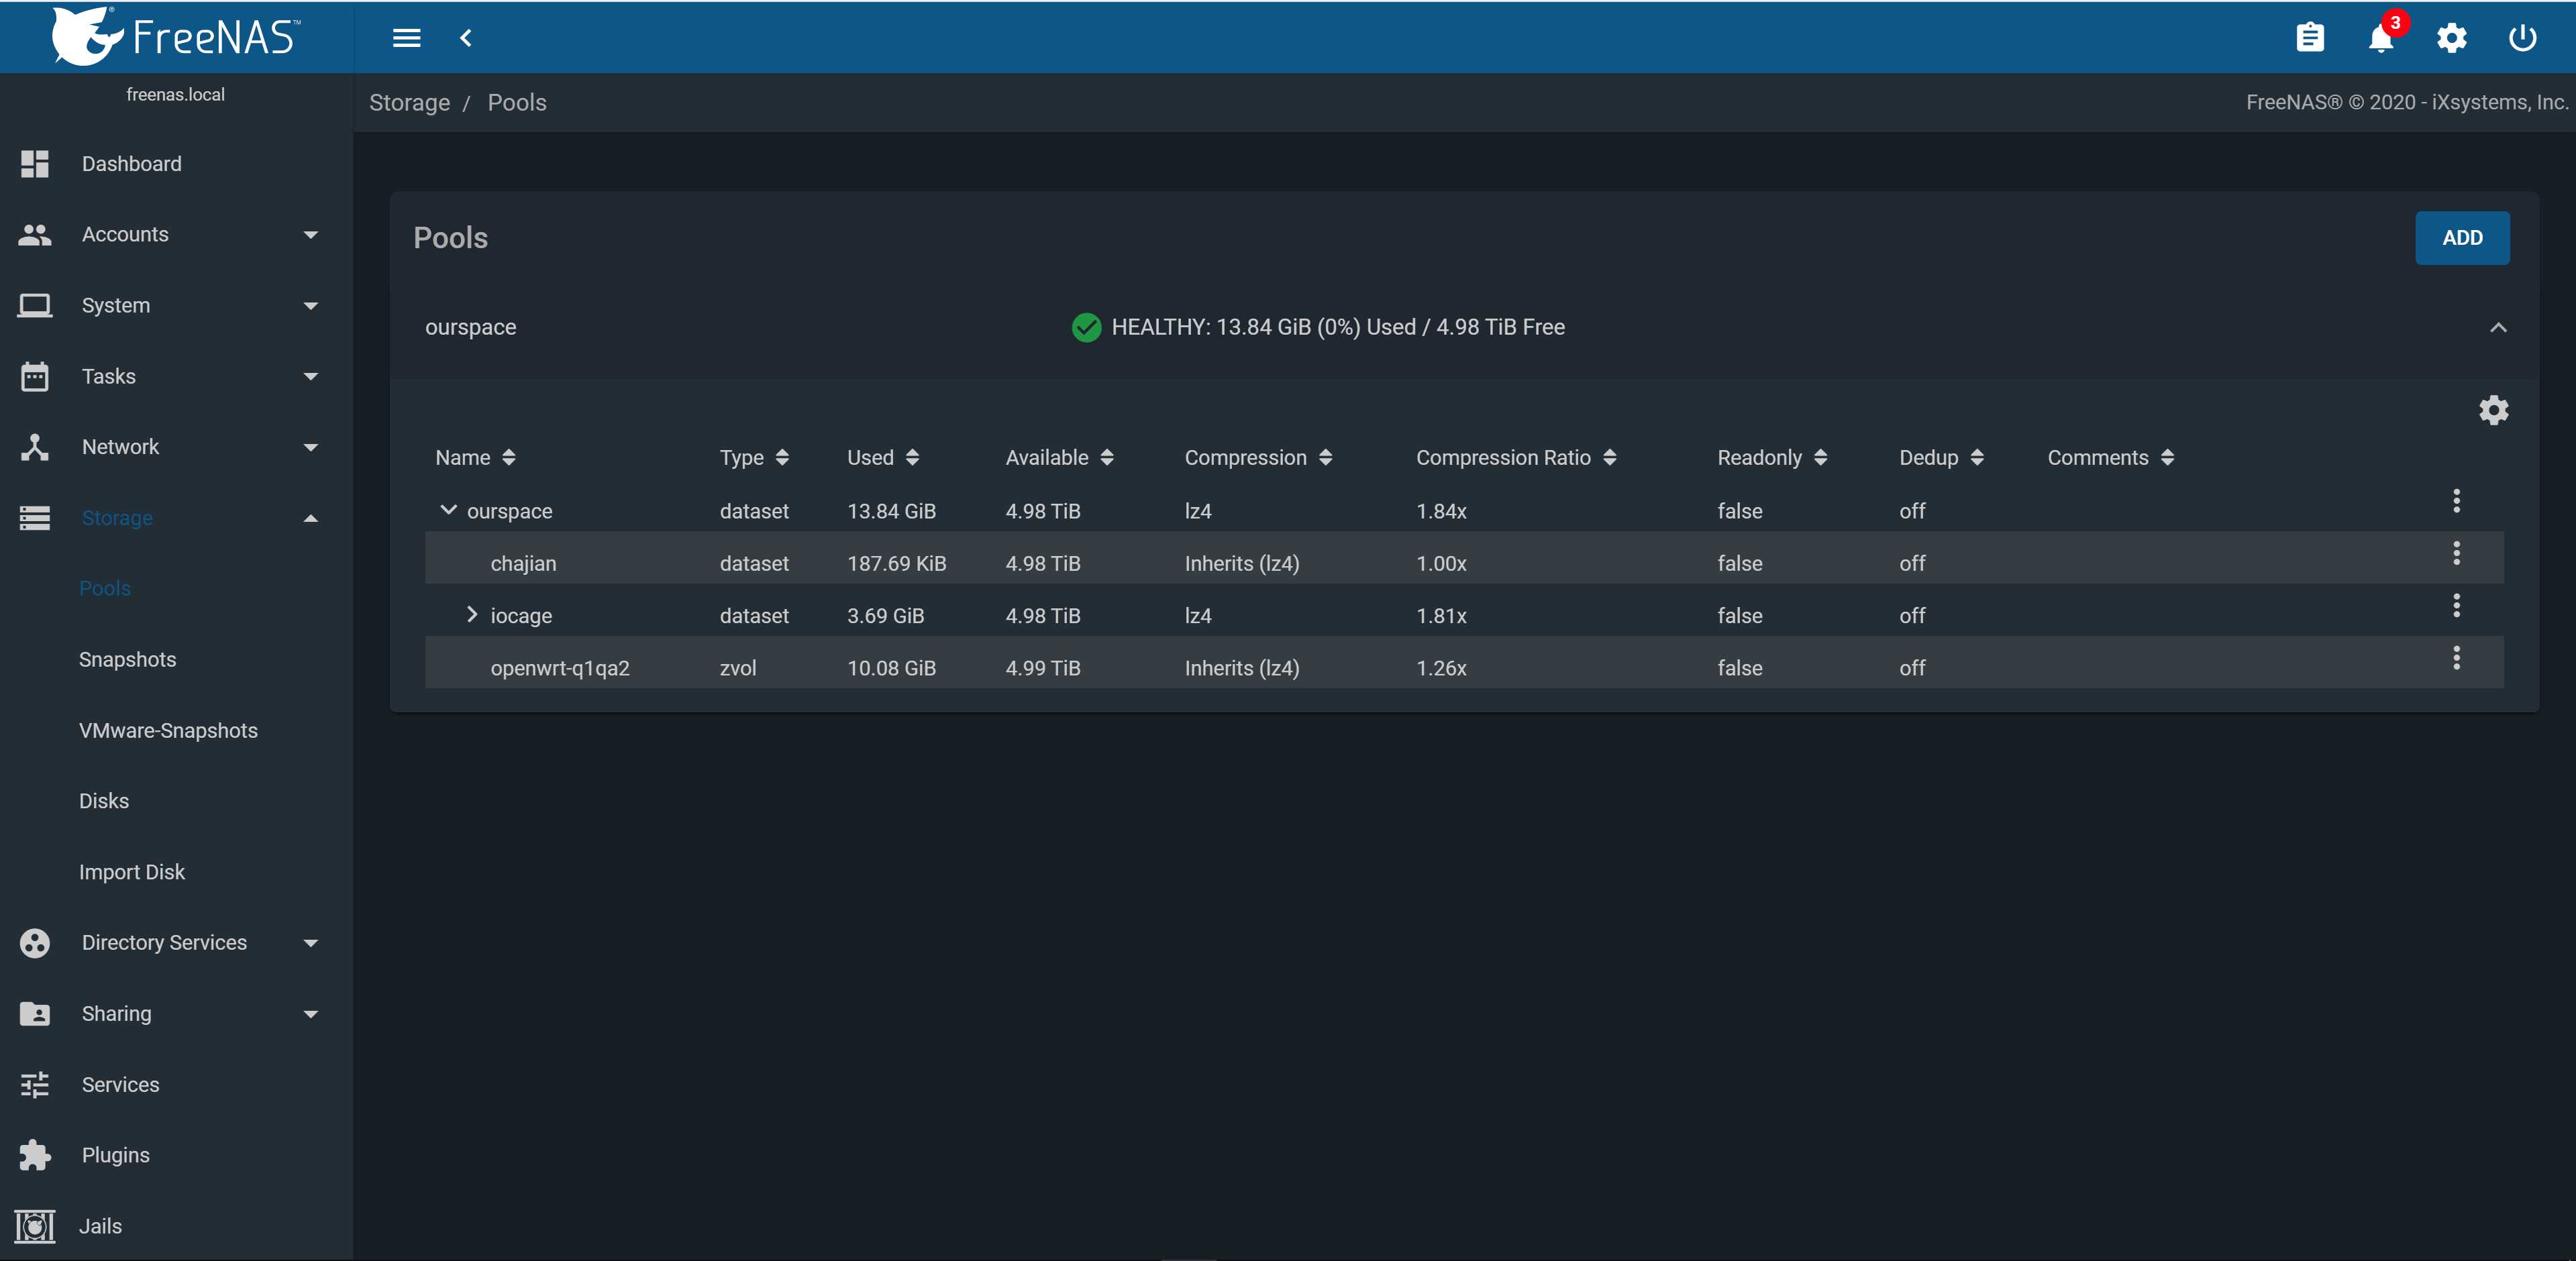 FreeNAS™
3
freenas.local
Storage / Pools
FreeNAS® © 2020 - iXsystems, Inc.
Dashboard
Accounts
System
Tasks
Network
Storage
Pools
Snapshots
VMware-Snapshots
Disks
Import Disk
Directory Services
Sharing
Services
Plugins
Jails
Pools
ADD
ourspace HEALTHY: 13.84 GiB (0%) Used / 4.98 TiB Free
Name Type Used Available Compression Compression Ratio Readonly Dedup Comments
ourspace dataset 13.84 GiB 4.98 TiB lz4 1.84x false off
chajian dataset 187.69 KiB 4.98 TiB Inherits (lz4) 1.00x false off
iocage dataset 3.69 GiB 4.98 TiB lz4 1.81x false off
openwrt-q1qa2 zvol 10.08 GiB 4.99 TiB Inherits (lz4) 1.26x false off